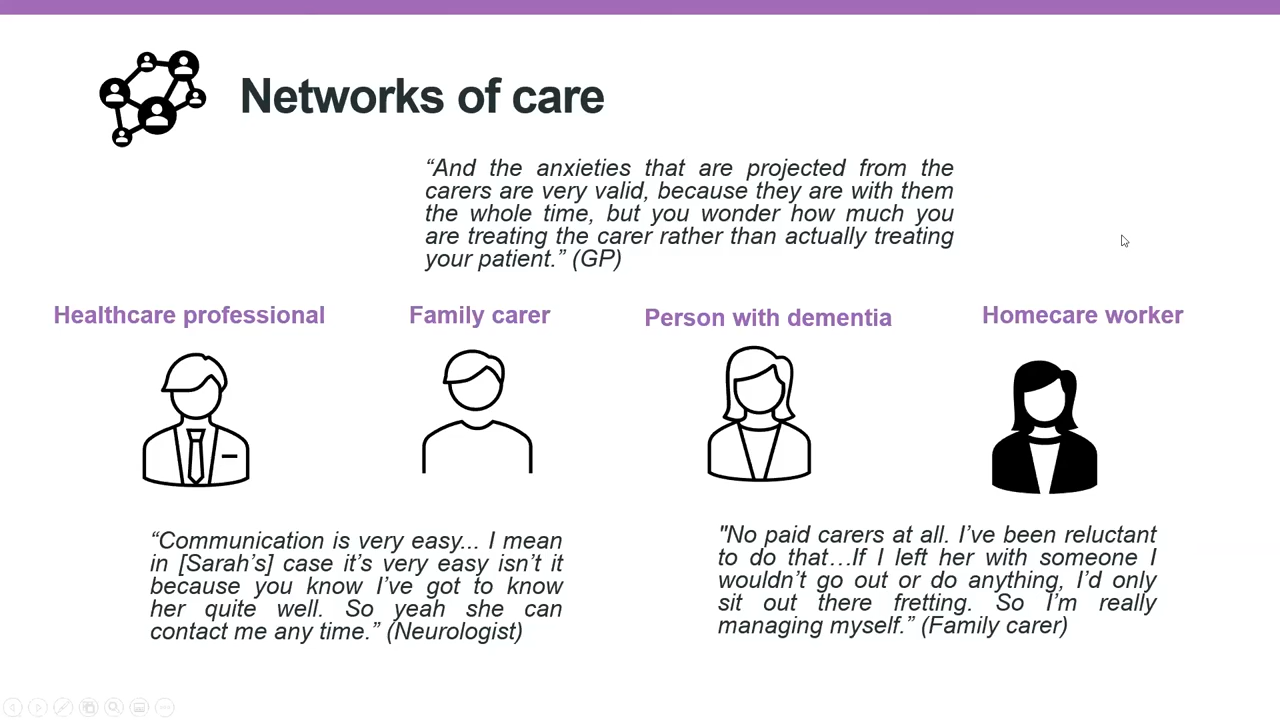 Networks of care
“And the anxieties that are projected from the
carers are very valid, because they are with them
the whole time, but you wonder how much you
are treating the carer rather than actually treating
your patient.” (GP)
Healthcare professional
Family carer
Person with dementia
Homecare worker
“Communication is very easy... I mean
in [Sarah’s] case it’s very easy isn’t it
because you know I’ve got to know
her quite well. So yeah she can
contact me any time.” (Neurologist)
"No paid carers at all. I’ve been reluctant
to do that…If I left her with someone I
wouldn’t go out or do anything, I’d only
sit out there fretting. So I’m really
managing myself.” (Family carer)